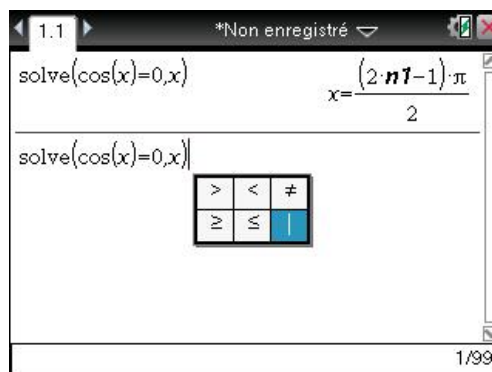 1.1 *Non enregistré
solve(cos(x)=0,x) x=((2·n1−1)·π)/2
solve(cos(x)=0,x)|
> < ≠
≥ ≤ |
1/99